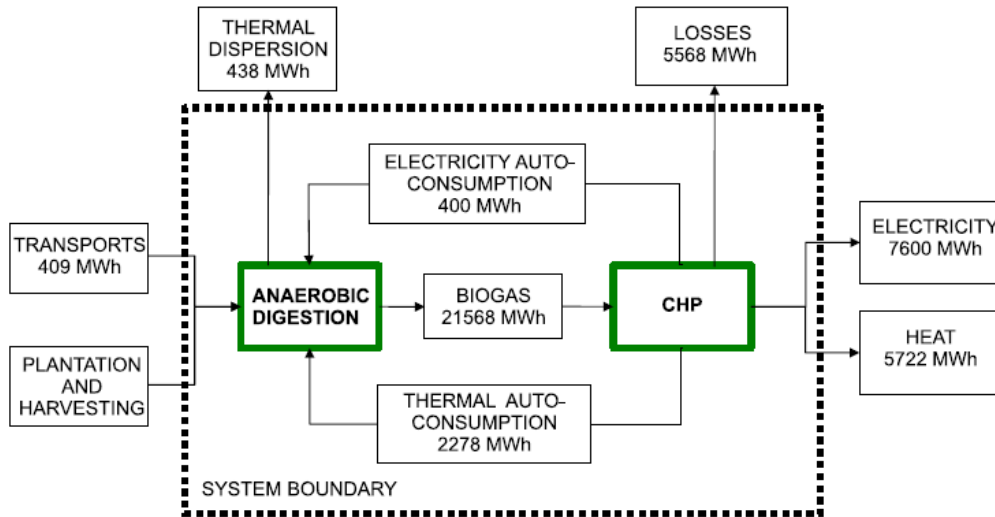 THERMAL
DISPERSION
438 MWh
LOSSES
5568 MWh
ELECTRICITY AUTO-
CONSUMPTION
400 MWh
TRANSPORTS
409 MWh
ELECTRICITY
7600 MWh
ANAEROBIC
DIGESTION
BIOGAS
21568 MWh
CHP
PLANTATION
AND
HARVESTING
HEAT
5722 MWh
THERMAL AUTO-
CONSUMPTION
2278 MWh
SYSTEM BOUNDARY